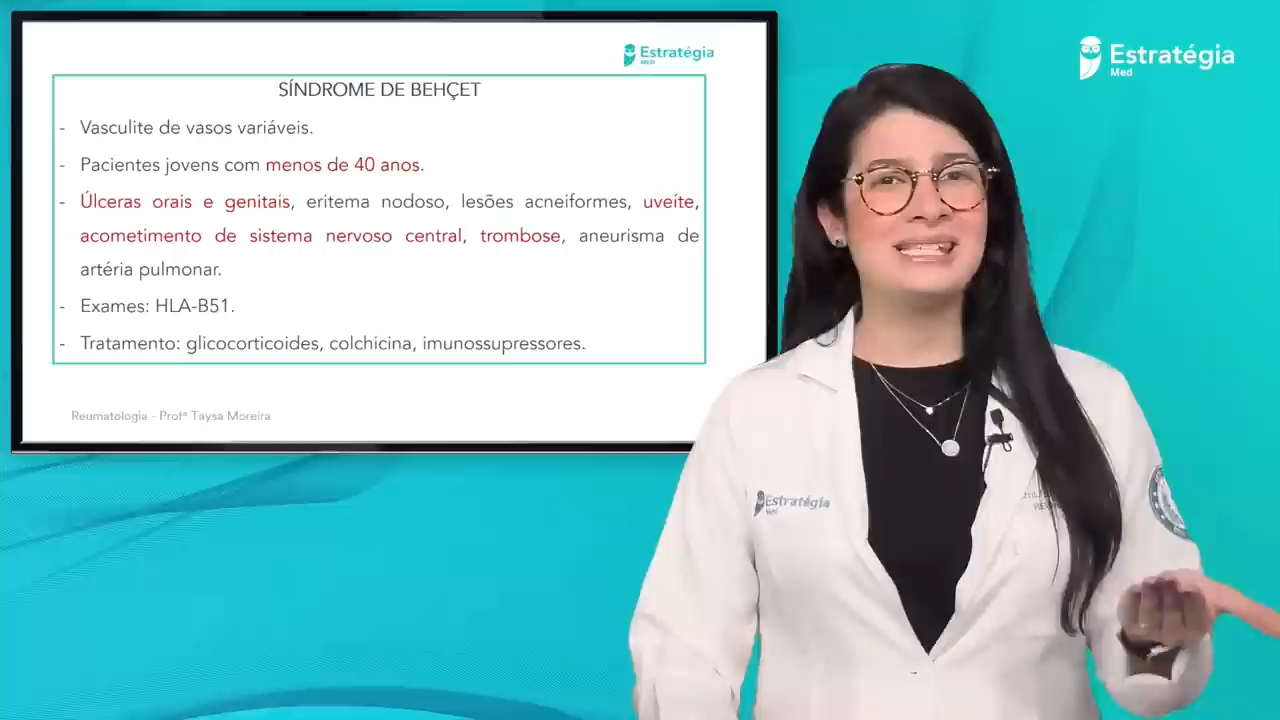 Estratégia
MED
Estratégia
Med
SÍNDROME DE BEHÇET
- Vasculite de vasos variáveis.
- Pacientes jovens com menos de 40 anos.
- Úlceras orais e genitais, eritema nodoso, lesões acneiformes, uveíte,
acometimento de sistema nervoso central, trombose, aneurisma de
artéria pulmonar.
- Exames: HLA-B51.
- Tratamento: glicocorticoides, colchicina, imunossupressores.
Reumatologia - Profª Taysa Moreira
Estratégia
Med